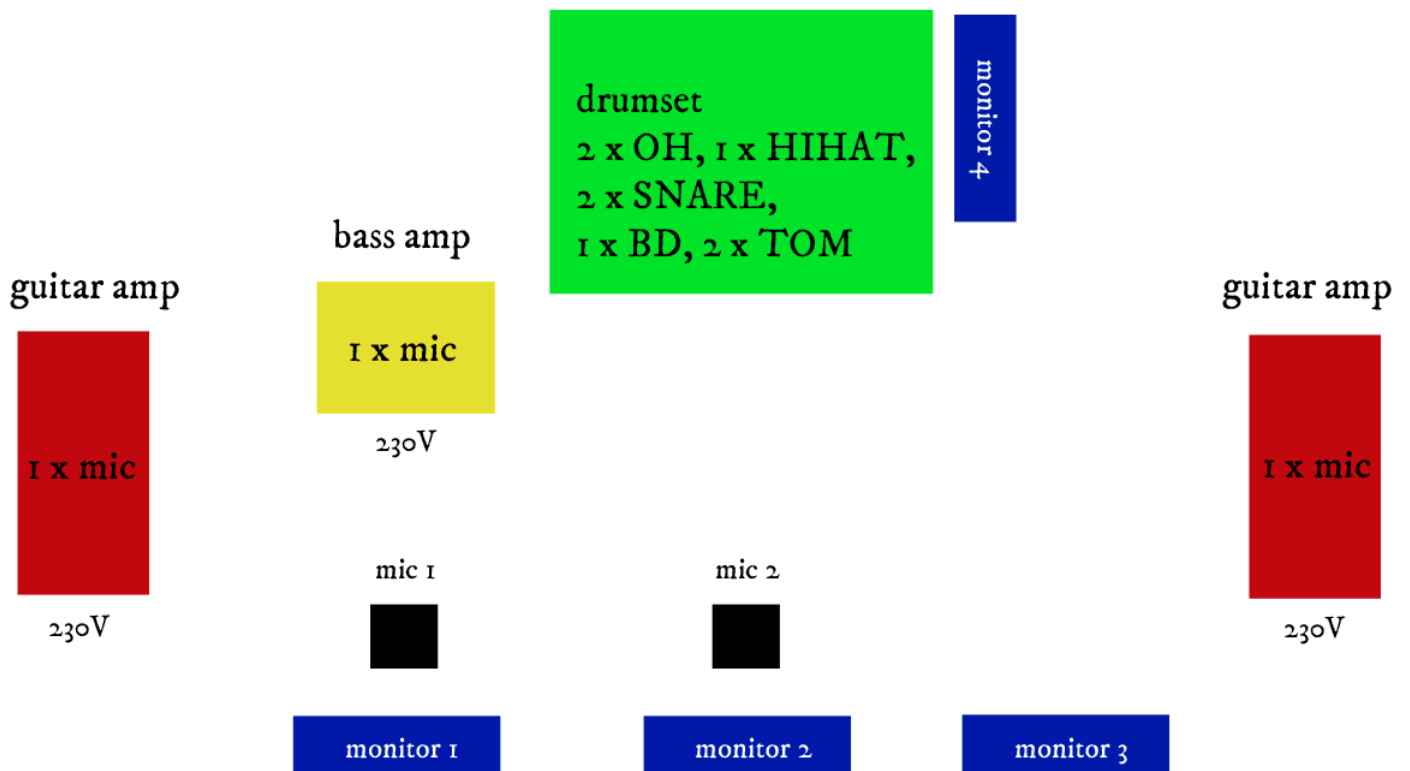 drumset
2 x OH, 1 x HIHAT,
2 x SNARE,
1 x BD, 2 x TOM
monitor 4
bass amp
1 x mic
230V
guitar amp
1 x mic
230V
guitar amp
1 x mic
230V
mic 1
mic 2
monitor 1
monitor 2
monitor 3